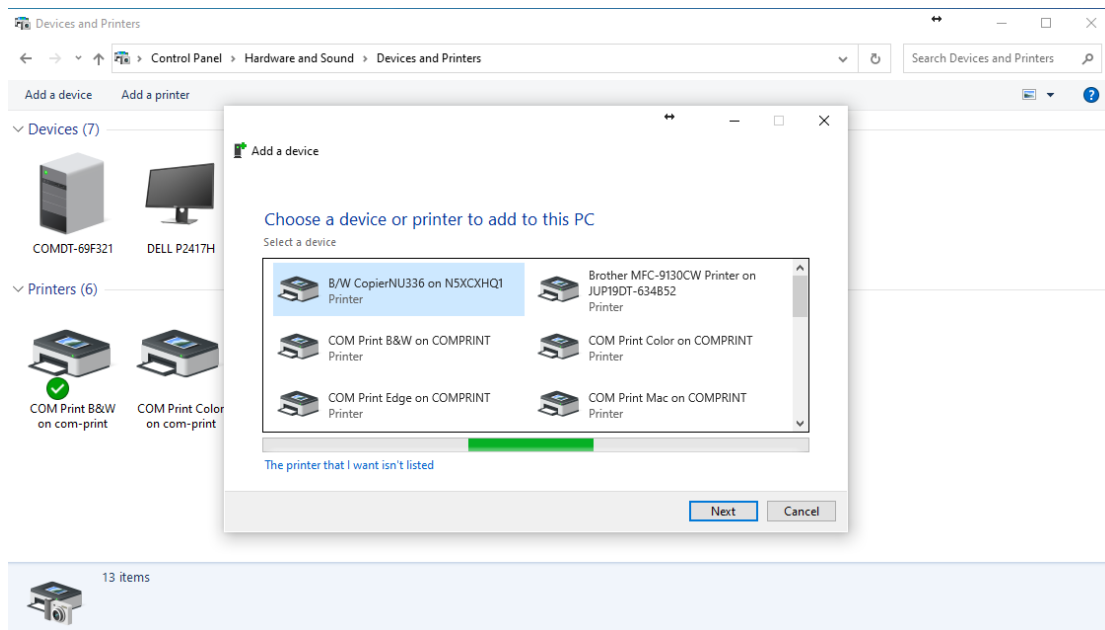 Devices and Printers
Control Panel > Hardware and Sound > Devices and Printers
Search Devices and Printers
Add a device
Add a printer
Devices (7)
COMDT-69F321
DELL P2417H
Printers (6)
COM Print B&W
on com-print
COM Print Color
on com-print
Add a device
Choose a device or printer to add to this PC
Select a device
B/W CopierNU336 on N5XCXHQ1
Printer
Brother MFC-9130CW Printer on
JUP19DT-634B52
Printer
COM Print B&W on COMPRINT
Printer
COM Print Color on COMPRINT
Printer
COM Print Edge on COMPRINT
Printer
COM Print Mac on COMPRINT
Printer
The printer that I want isn't listed
Next
Cancel
13 items